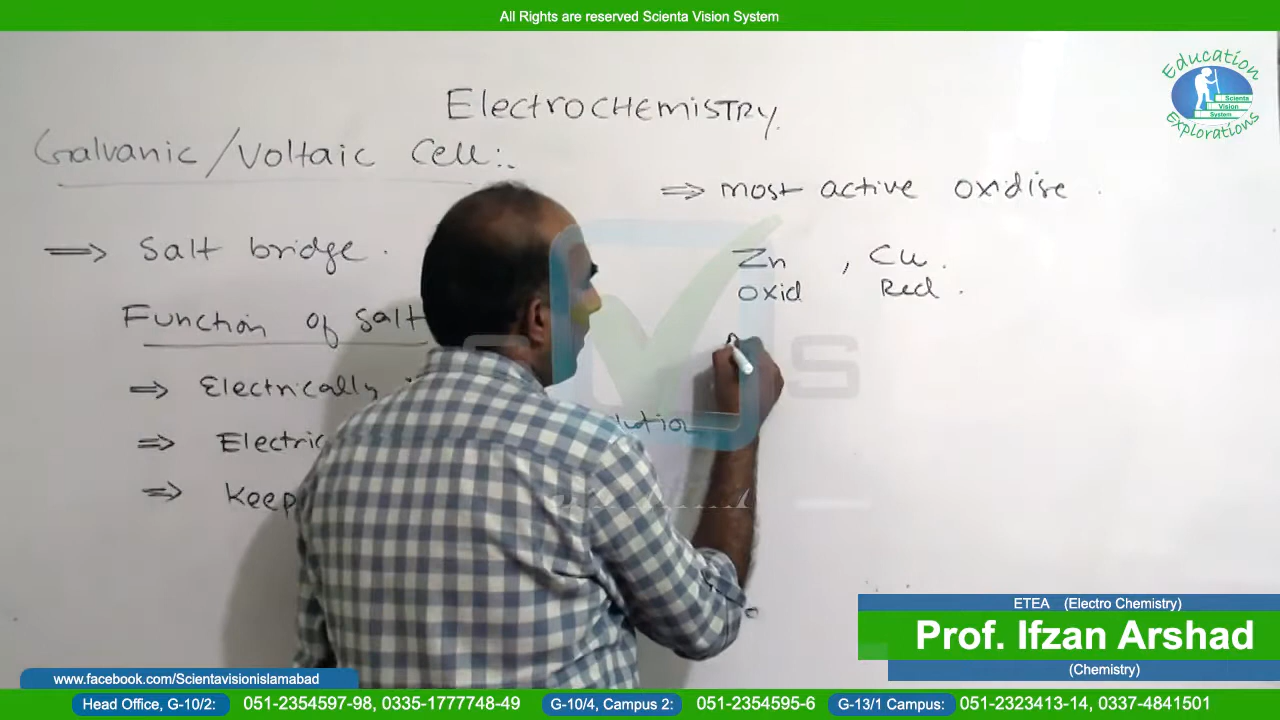 All Rights are reserved Scienta Vision System
Education
Scienta
Vision
System
Explorations
ElectroCHemistRY
Galvanic/Voltaic Cell:.
⇒ Salt bridge.
Function of Salt
⇒ Electrically
⇒ Electric
⇒ Keep
⇒ most active oxidise.
Zn , Cu.
oxid Red.
S
ETEA (Electro Chemistry)
Prof. Ifzan Arshad
(Chemistry)
www.facebook.com/Scientavisionislamabad
Head Office, G-10/2: 051-2354597-98, 0335-1777748-49 G-10/4, Campus 2: 051-2354595-6 G-13/1 Campus: 051-2323413-14, 0337-4841501